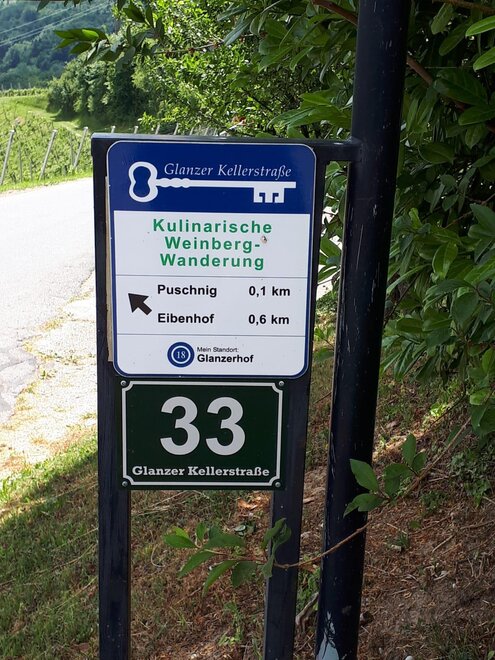 Glanzer Kellerstraße
Kulinarische
Weinberg-
Wanderung
Puschnig 0,1 km
Eibenhof 0,6 km
18 Mein Standort:
Glanzerhof
33
Glanzer Kellerstraße